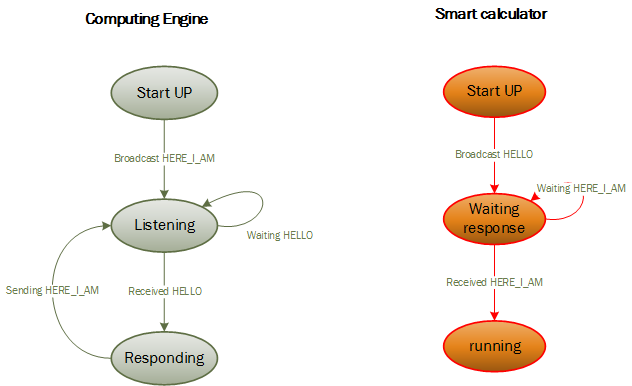 Computing Engine
Start UP
Broadcast HERE_I_AM
Listening
Waiting HELLO
Sending HERE_I_AM
Received HELLO
Responding
Smart calculator
Start UP
Broadcast HELLO
Waiting HERE_I_AM
Waiting
response
Received HERE_I_AM
running